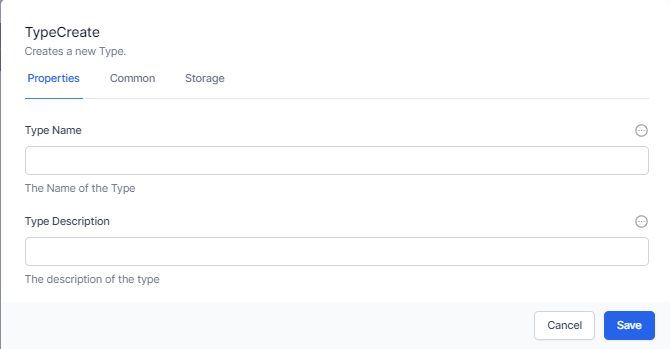 TypeCreate
Creates a new Type.
Properties Common Storage
Type Name
The Name of the Type
Type Description
The description of the type
Cancel Save